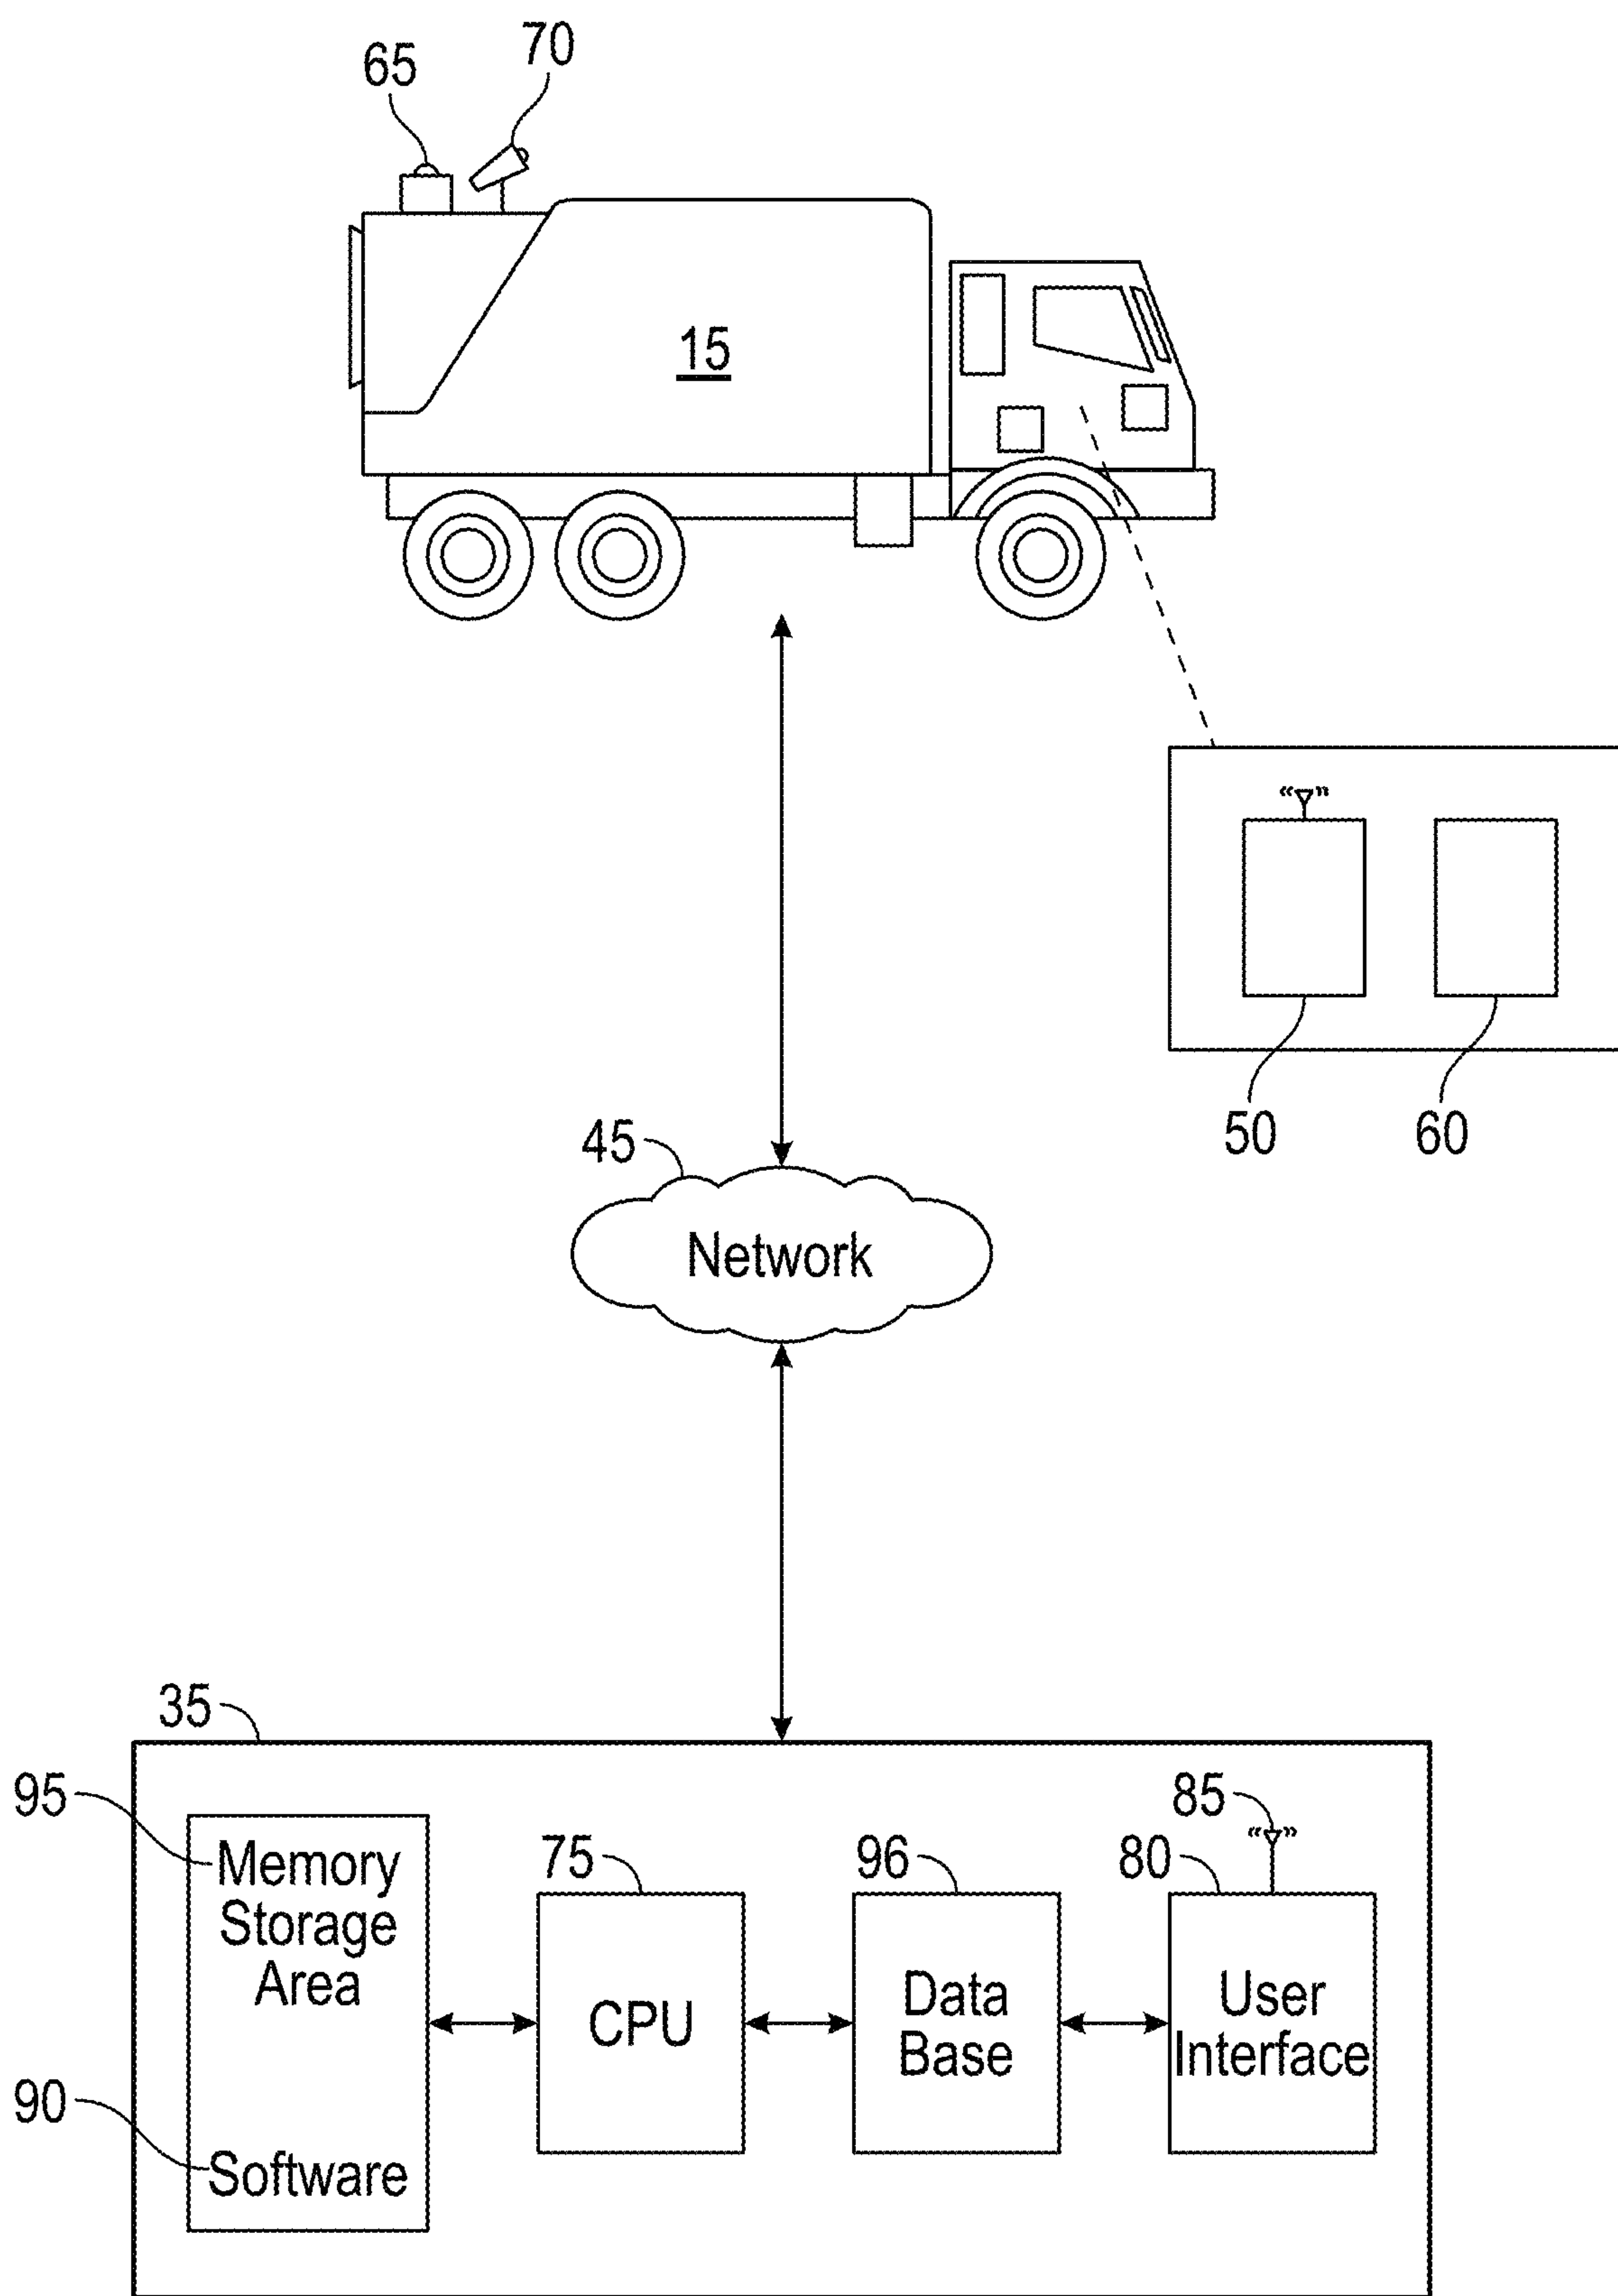 70
65
15
50
60
45
Network
35
95
85
Memory
Storage
Area
75
96
80
CPU
Data
Base
User
Interface
90
Software